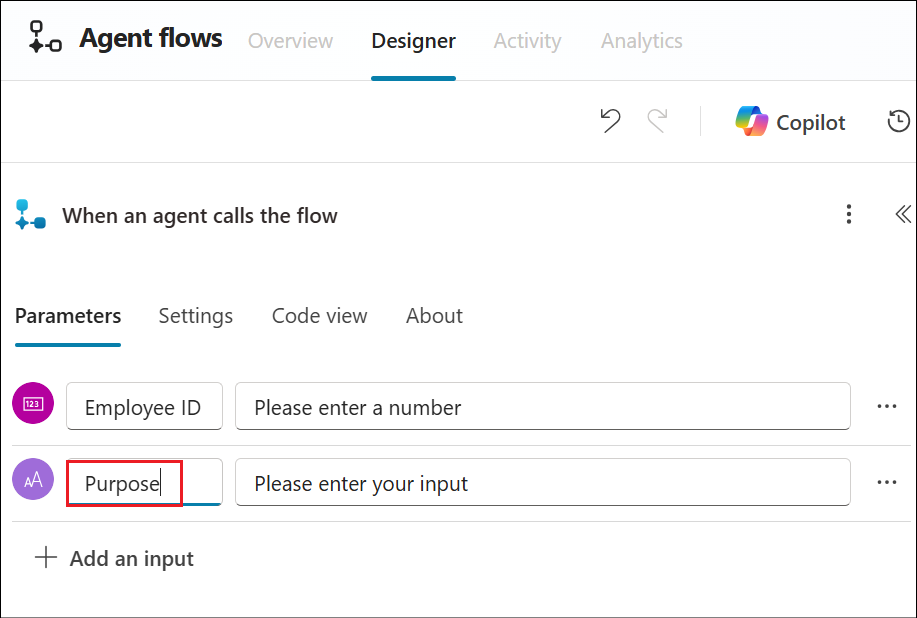 Agent flows Overview Designer Activity Analytics
Copilot
When an agent calls the flow
Parameters Settings Code view About
123 Employee ID Please enter a number
AA Purpose Please enter your input
Add an input